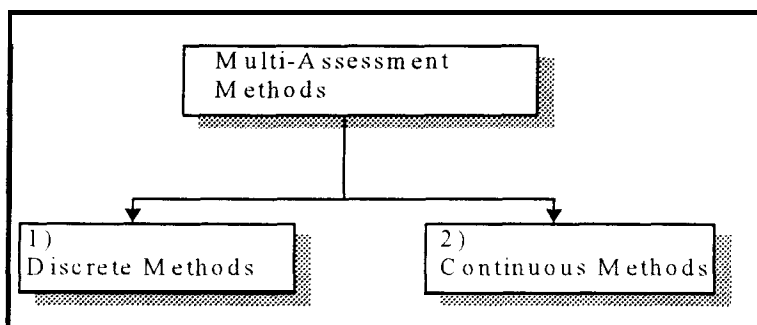 Multi-Assessment
Methods
1)
Discrete Methods
2)
Continuous Methods